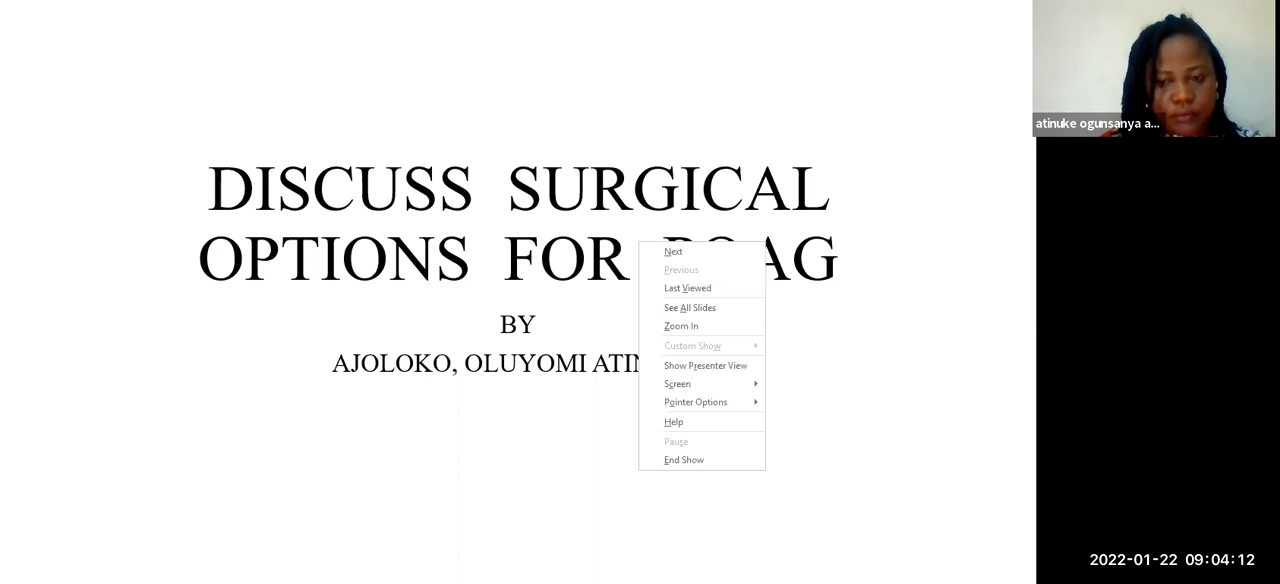 DISCUSS SURGICAL
OPTIONS FOR AG
BY
AJOLOKO, OLUYOMI
Next
Previous
Last Viewed
See All Slides
Zoom In
Custom Show
Show Presenter View
Screen
Pointer Options
Help
Pause
End Show
atinuke ogunsanya a...
2022-01-22 09:04:12